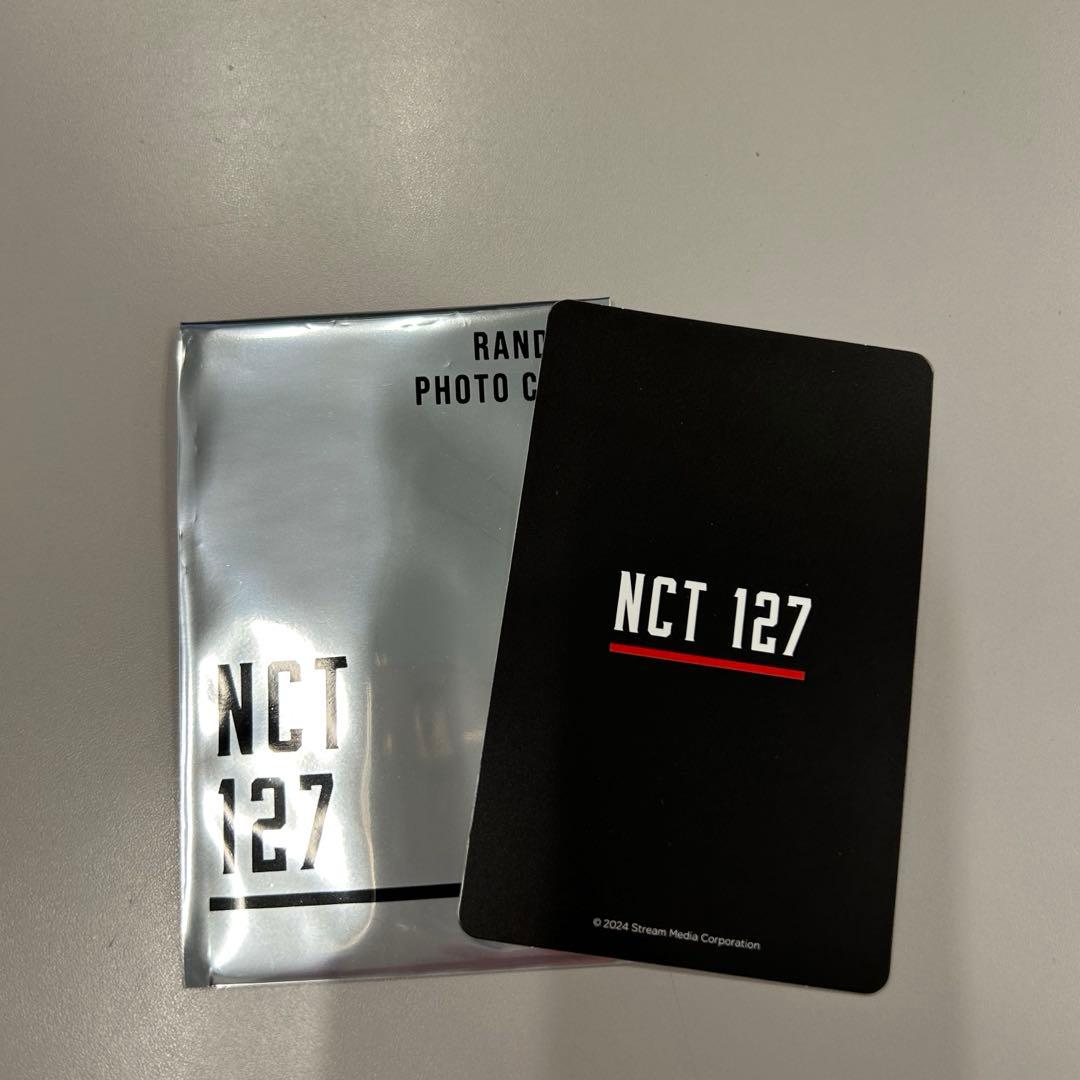 RAND
PHOTO C
NCT
127
NCT 127
© 2024 Stream Media Corporation